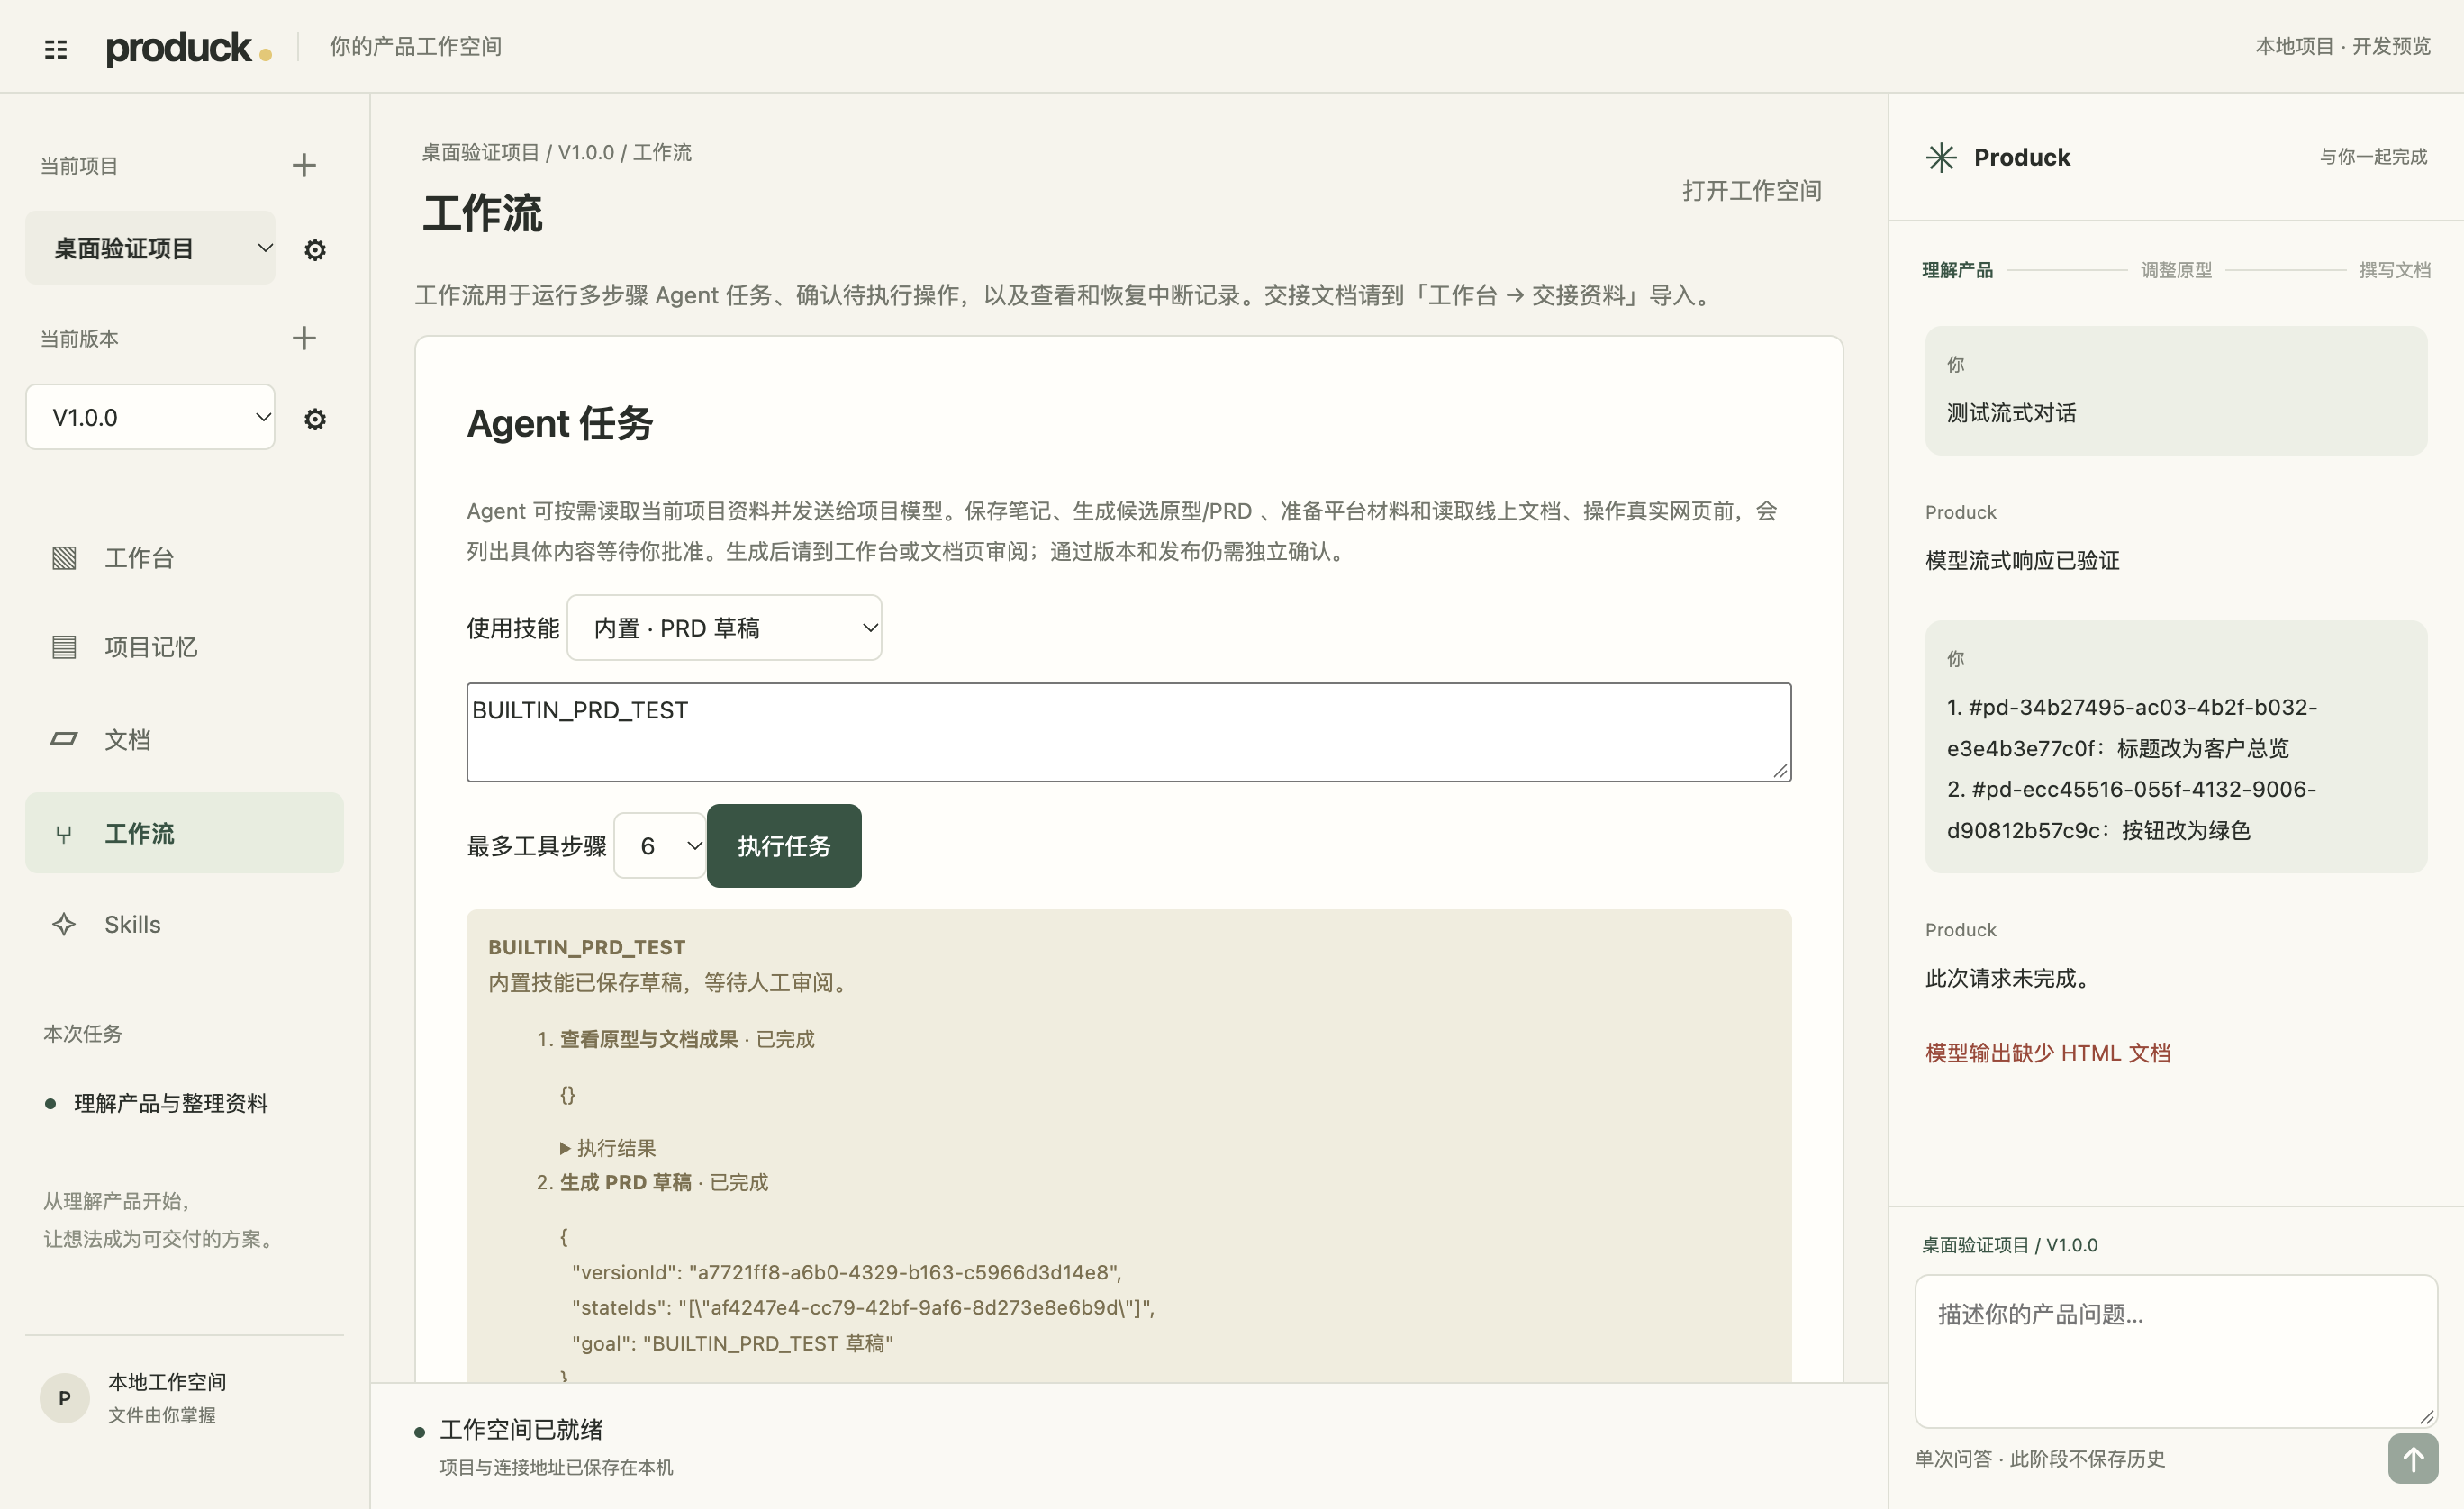 produck
你的产品工作空间
本地项目 · 开发预览
当前项目
桌面验证项目
当前版本
V1.0.0
工作台
项目记忆
文档
工作流
Skills
本次任务
理解产品与整理资料
从理解产品开始，
让想法成为可交付的方案。
P
本地工作空间
文件由你掌握
桌面验证项目 / V1.0.0 / 工作流
工作流
打开工作空间
工作流用于运行多步骤 Agent 任务、确认待执行操作，以及查看和恢复中断记录。交接文档请到「工作台 → 交接资料」导入。
Agent 任务
Agent 可按需读取当前项目资料并发送给项目模型。保存笔记、生成候选原型/PRD 、准备平台材料和读取线上文档、操作真实网页前，会
列出具体内容等待你批准。生成后请到工作台或文档页审阅；通过版本和发布仍需独立确认。
使用技能 内置 · PRD 草稿
BUILTIN_PRD_TEST
最多工具步骤 6 执行任务
BUILTIN_PRD_TEST
内置技能已保存草稿，等待人工审阅。
1. 查看原型与文档成果 · 已完成
{}
▶ 执行结果
2. 生成 PRD 草稿 · 已完成
{
"versionId": "a7721ff8-a6b0-4329-b163-c5966d3d14e8",
"stateIds": "[\"af4247e4-cc79-42bf-9af6-8d273e8e6b9d\"]",
"goal": "BUILTIN_PRD_TEST 草稿"
}
工作空间已就绪
项目与连接地址已保存在本机
Produck
与你一起完成
理解产品
调整原型
撰写文档
你
测试流式对话
Produck
模型流式响应已验证
你
1. #pd-34b27495-ac03-4b2f-b032-
e3e4b3e77c0f：标题改为客户总览
2. #pd-ecc45516-055f-4132-9006-
d90812b57c9c：按钮改为绿色
Produck
此次请求未完成。
模型输出缺少 HTML 文档
桌面验证项目 / V1.0.0
描述你的产品问题...
单次问答 · 此阶段不保存历史